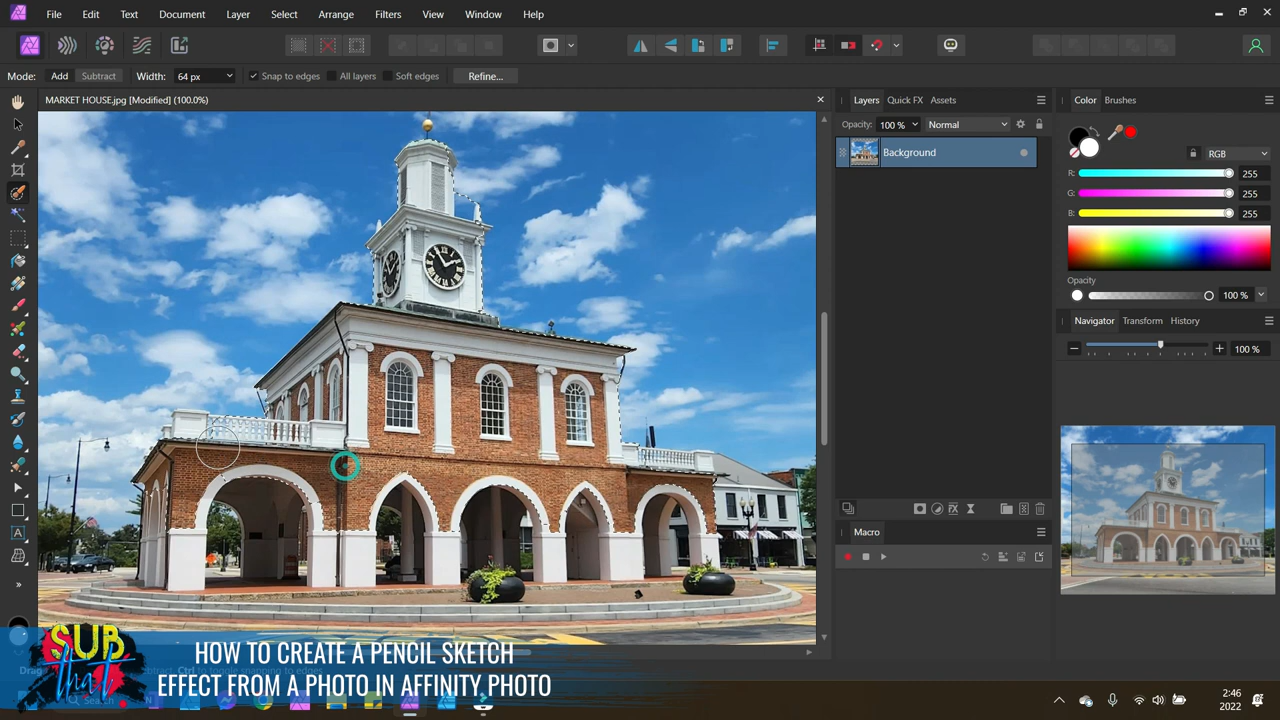 File Edit Text Document Layer Select Arrange Filters View Window Help
Mode: Add Subtract Width: 64 px Snap to edges All layers Soft edges Refine...
MARKET HOUSE.jpg [Modified] (100.0%)
Layers Quick FX Assets
Opacity: 100 % Normal
Background
Macro
Color Brushes
RGB
R: 255
G: 255
B: 255
Opacity
100 %
Navigator Transform History
100 %
SUB
that
HOW TO CREATE A PENCIL SKETCH
EFFECT FROM A PHOTO IN AFFINITY PHOTO
2:46
2022